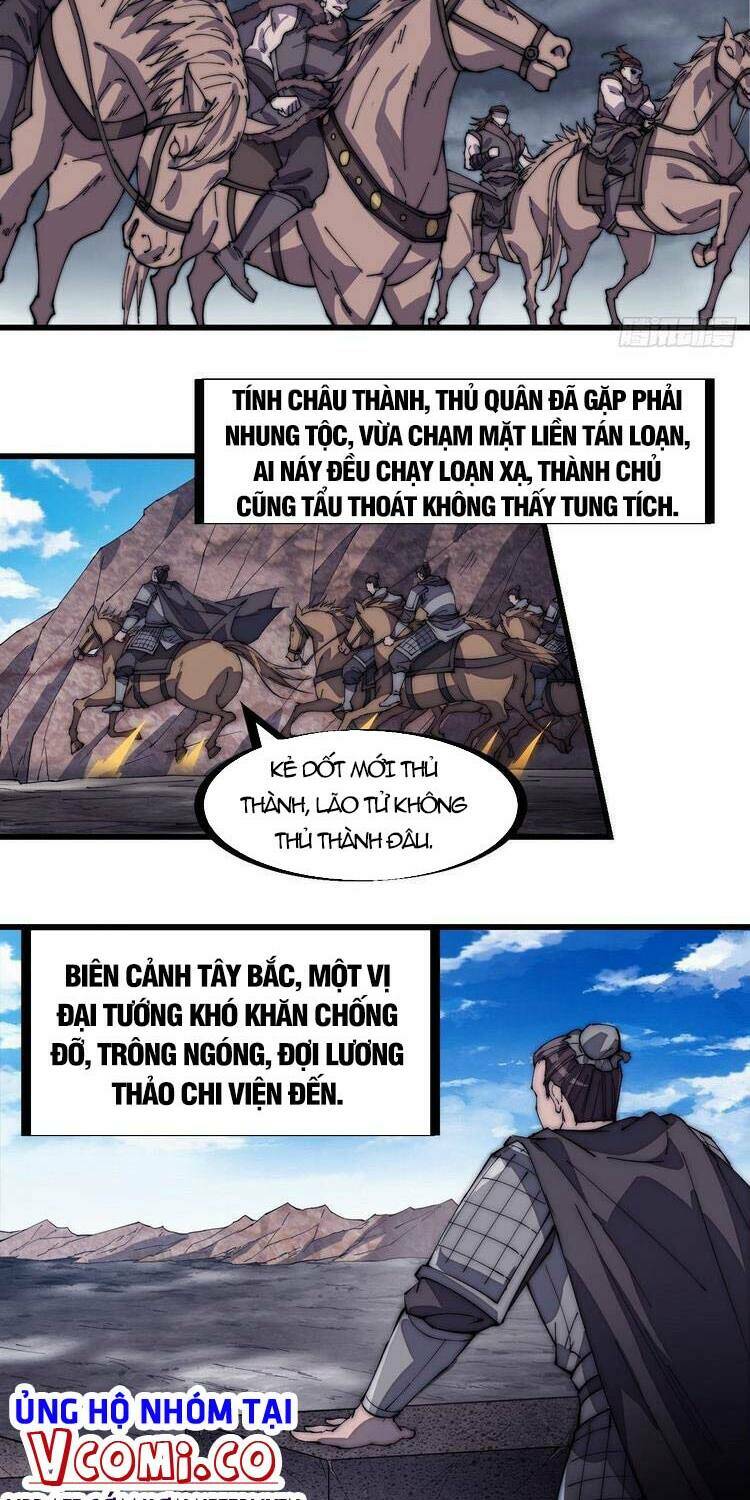 TÍNH CHÂU THÀNH, THỦ QUÂN ĐÃ GẶP PHẢI
NHUNG TỘC, VỪA CHẠM MẶT LIỀN TÁN LOẠN,
AI NÁY ĐỀU CHẠY LOẠN XẠ, THÀNH CHỦ
CŨNG TẨU THOÁT KHÔNG THẤY TUNG TÍCH.
KẺ DỐT MỚI THỦ
THÀNH, LÃO TỬ KHÔNG
THỦ THÀNH ĐÂU.
BIÊN CẢNH TÂY BẮC, MỘT VỊ
ĐẠI TƯỚNG KHÓ KHĂN CHỐNG
ĐỠ, TRÔNG NGÓNG, ĐỢI LƯƠNG
THẢO CHI VIỆN ĐẾN.
ỦNG HỘ NHÓM TẠI
VCOMI.CO